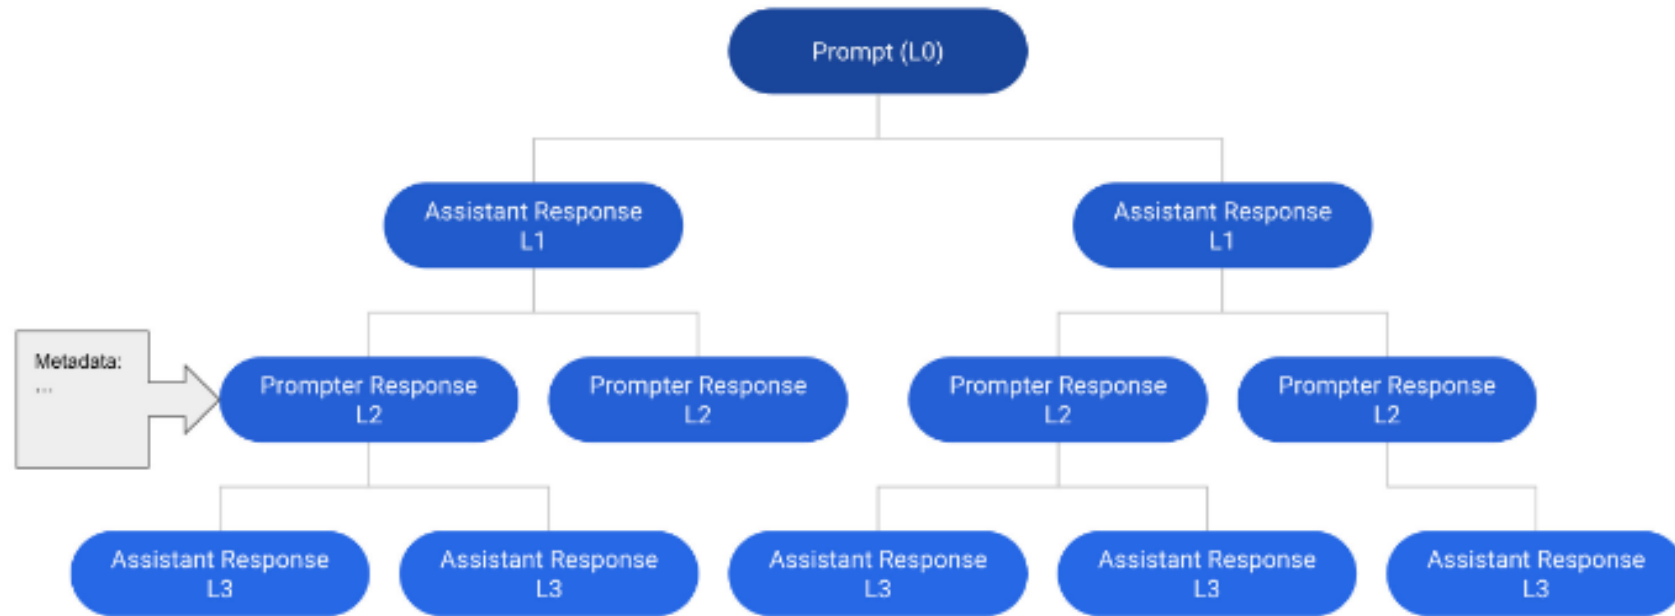 Prompt (L0)
Assistant Response
L1
Assistant Response
L1
Metadata:
...
Prompter Response
L2
Prompter Response
L2
Prompter Response
L2
Prompter Response
L2
Assistant Response
L3
Assistant Response
L3
Assistant Response
L3
Assistant Response
L3
Assistant Response
L3